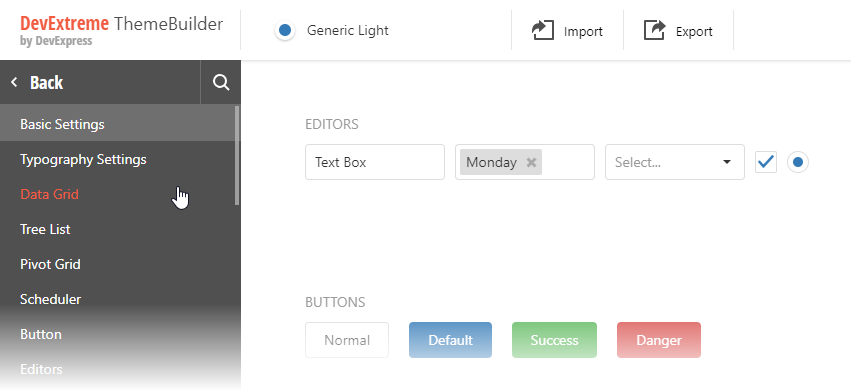 DevExtreme ThemeBuilder
by DevExpress
Generic Light
Import
Export
Back
Basic Settings
Typography Settings
Data Grid
Tree List
Pivot Grid
Scheduler
Button
Editors
EDITORS
Text Box
Monday
Select...
BUTTONS
Normal
Default
Success
Danger